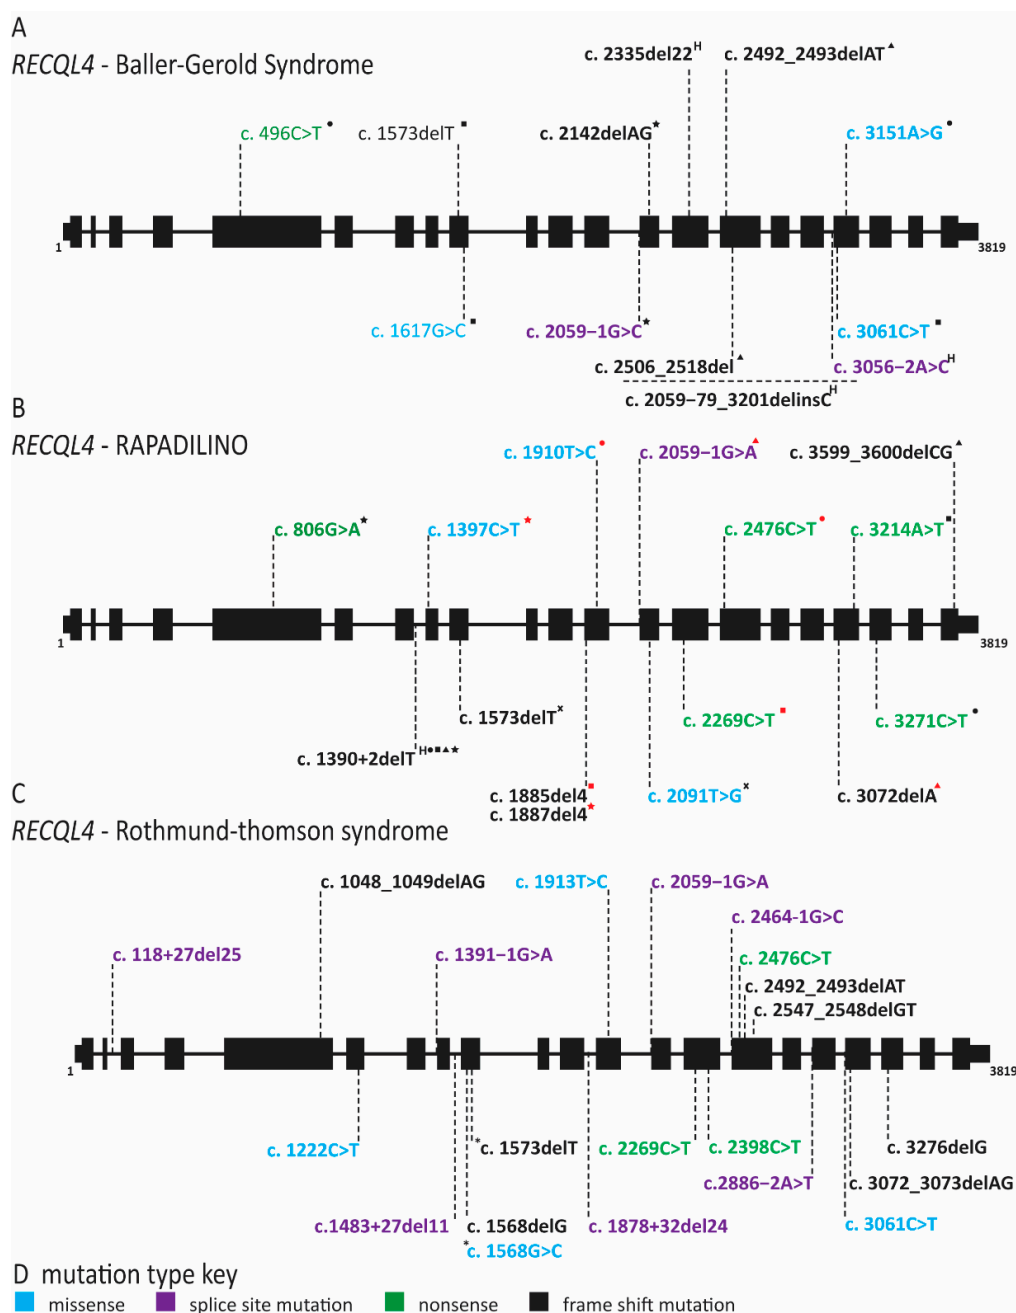 A
RECQL4 - Baller-Gerold Syndrome
c. 2335del22 H
c. 2492_2493delAT ▲
c. 496C>T ●
c. 1573delT ■
c. 2142delAG ★
c. 3151A>G ●
1
3819
c. 1617G>C ■
c. 2059−1G>C ★
c. 3061C>T ■
c. 2506_2518del ▲
c. 3056−2A>C H
c. 2059−79_3201delinsC H
B
RECQL4 - RAPADILINO
c. 1910T>C ●
c. 2059−1G>A ▲
c. 3599_3600delCG ▲
c. 806G>A ★
c. 1397C>T ★
c. 2476C>T ●
c. 3214A>T ■
1
3819
c. 1573delT x
c. 2269C>T ■
c. 3271C>T ●
c. 1390+2delT H●■▲★
c. 1885del4 ■
c. 2091T>G x
c. 3072delA ▲
c. 1887del4 ★
C
RECQL4 - Rothmund-thomson syndrome
c. 1048_1049delAG
c. 1913T>C
c. 2059−1G>A
c. 2464-1G>C
c. 118+27del25
c. 1391−1G>A
c. 2476C>T
c. 2492_2493delAT
c. 2547_2548delGT
1
3819
c. 1222C>T
* c. 1573delT
c. 2269C>T
c. 2398C>T
c. 3276delG
c.2886−2A>T
c. 3072_3073delAG
c.1483+27del11
c. 1568delG
c. 1878+32del24
c. 3061C>T
* c. 1568G>C
D mutation type key
missense
splice site mutation
nonsense
frame shift mutation